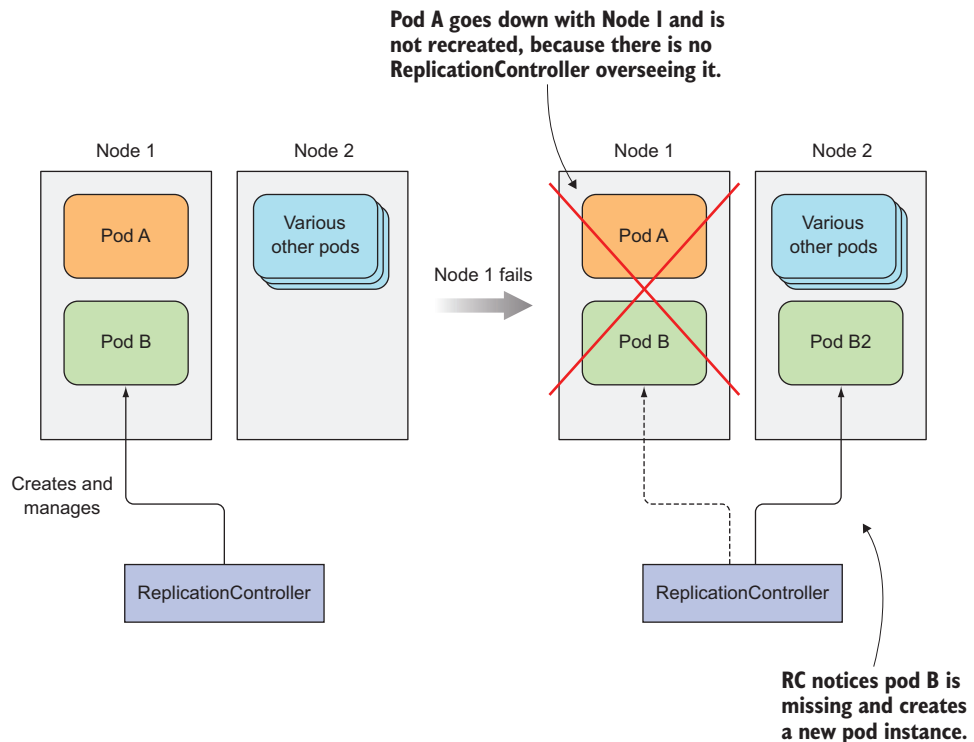 Pod A goes down with Node 1 and is
not recreated, because there is no
ReplicationController overseeing it.
Node 1
Node 2
Pod A
Various
other pods
Pod B
Creates and
manages
ReplicationController
Node 1 fails
Node 1
Node 2
Pod A
Various
other pods
Pod B
Pod B2
ReplicationController
RC notices pod B is
missing and creates
a new pod instance.